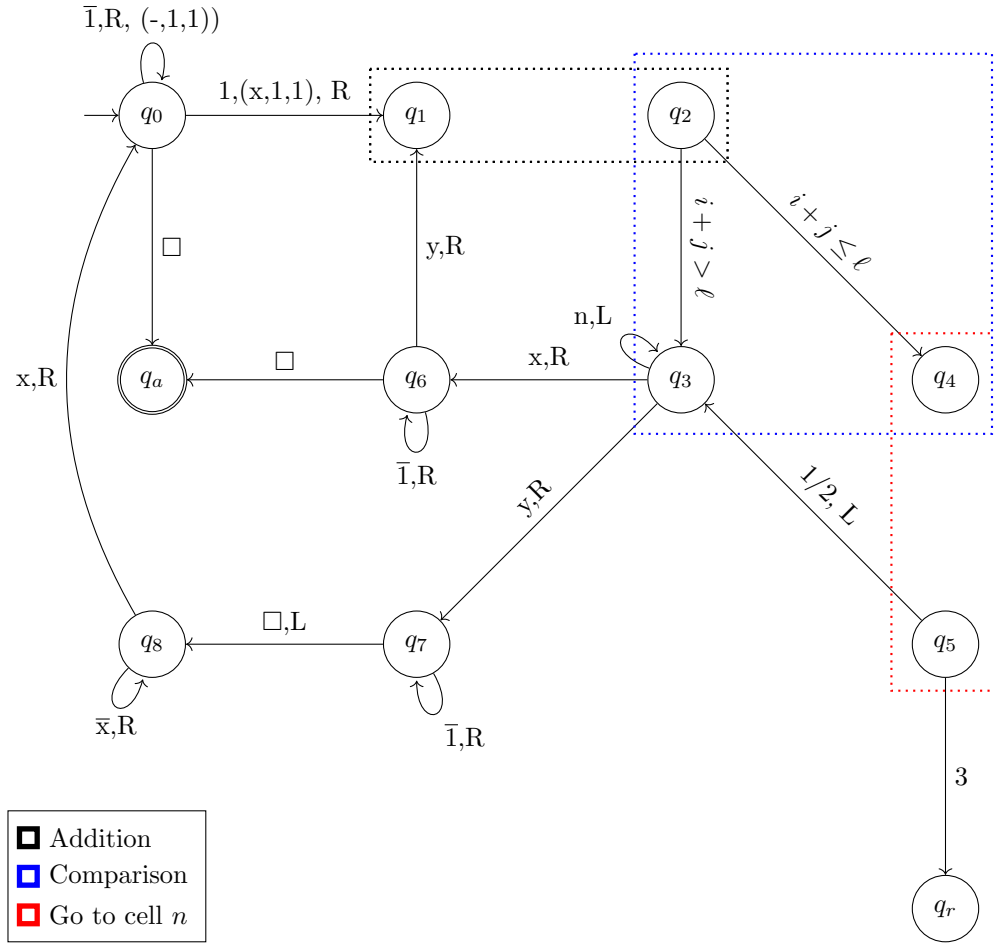 1̅,R, (-,1,1))
q₀
1,(x,1,1), R
q₁
q₂
□
y,R
i + j > ℓ
i + j ≤ ℓ
n,L
x,R
qₐ
□
q₆
x,R
q₃
q₄
1̅,R
y,R
1/2, L
q₈
□,L
q₇
q₅
x̅,R
1̅,R
3
Addition
Comparison
Go to cell n
qᵣ